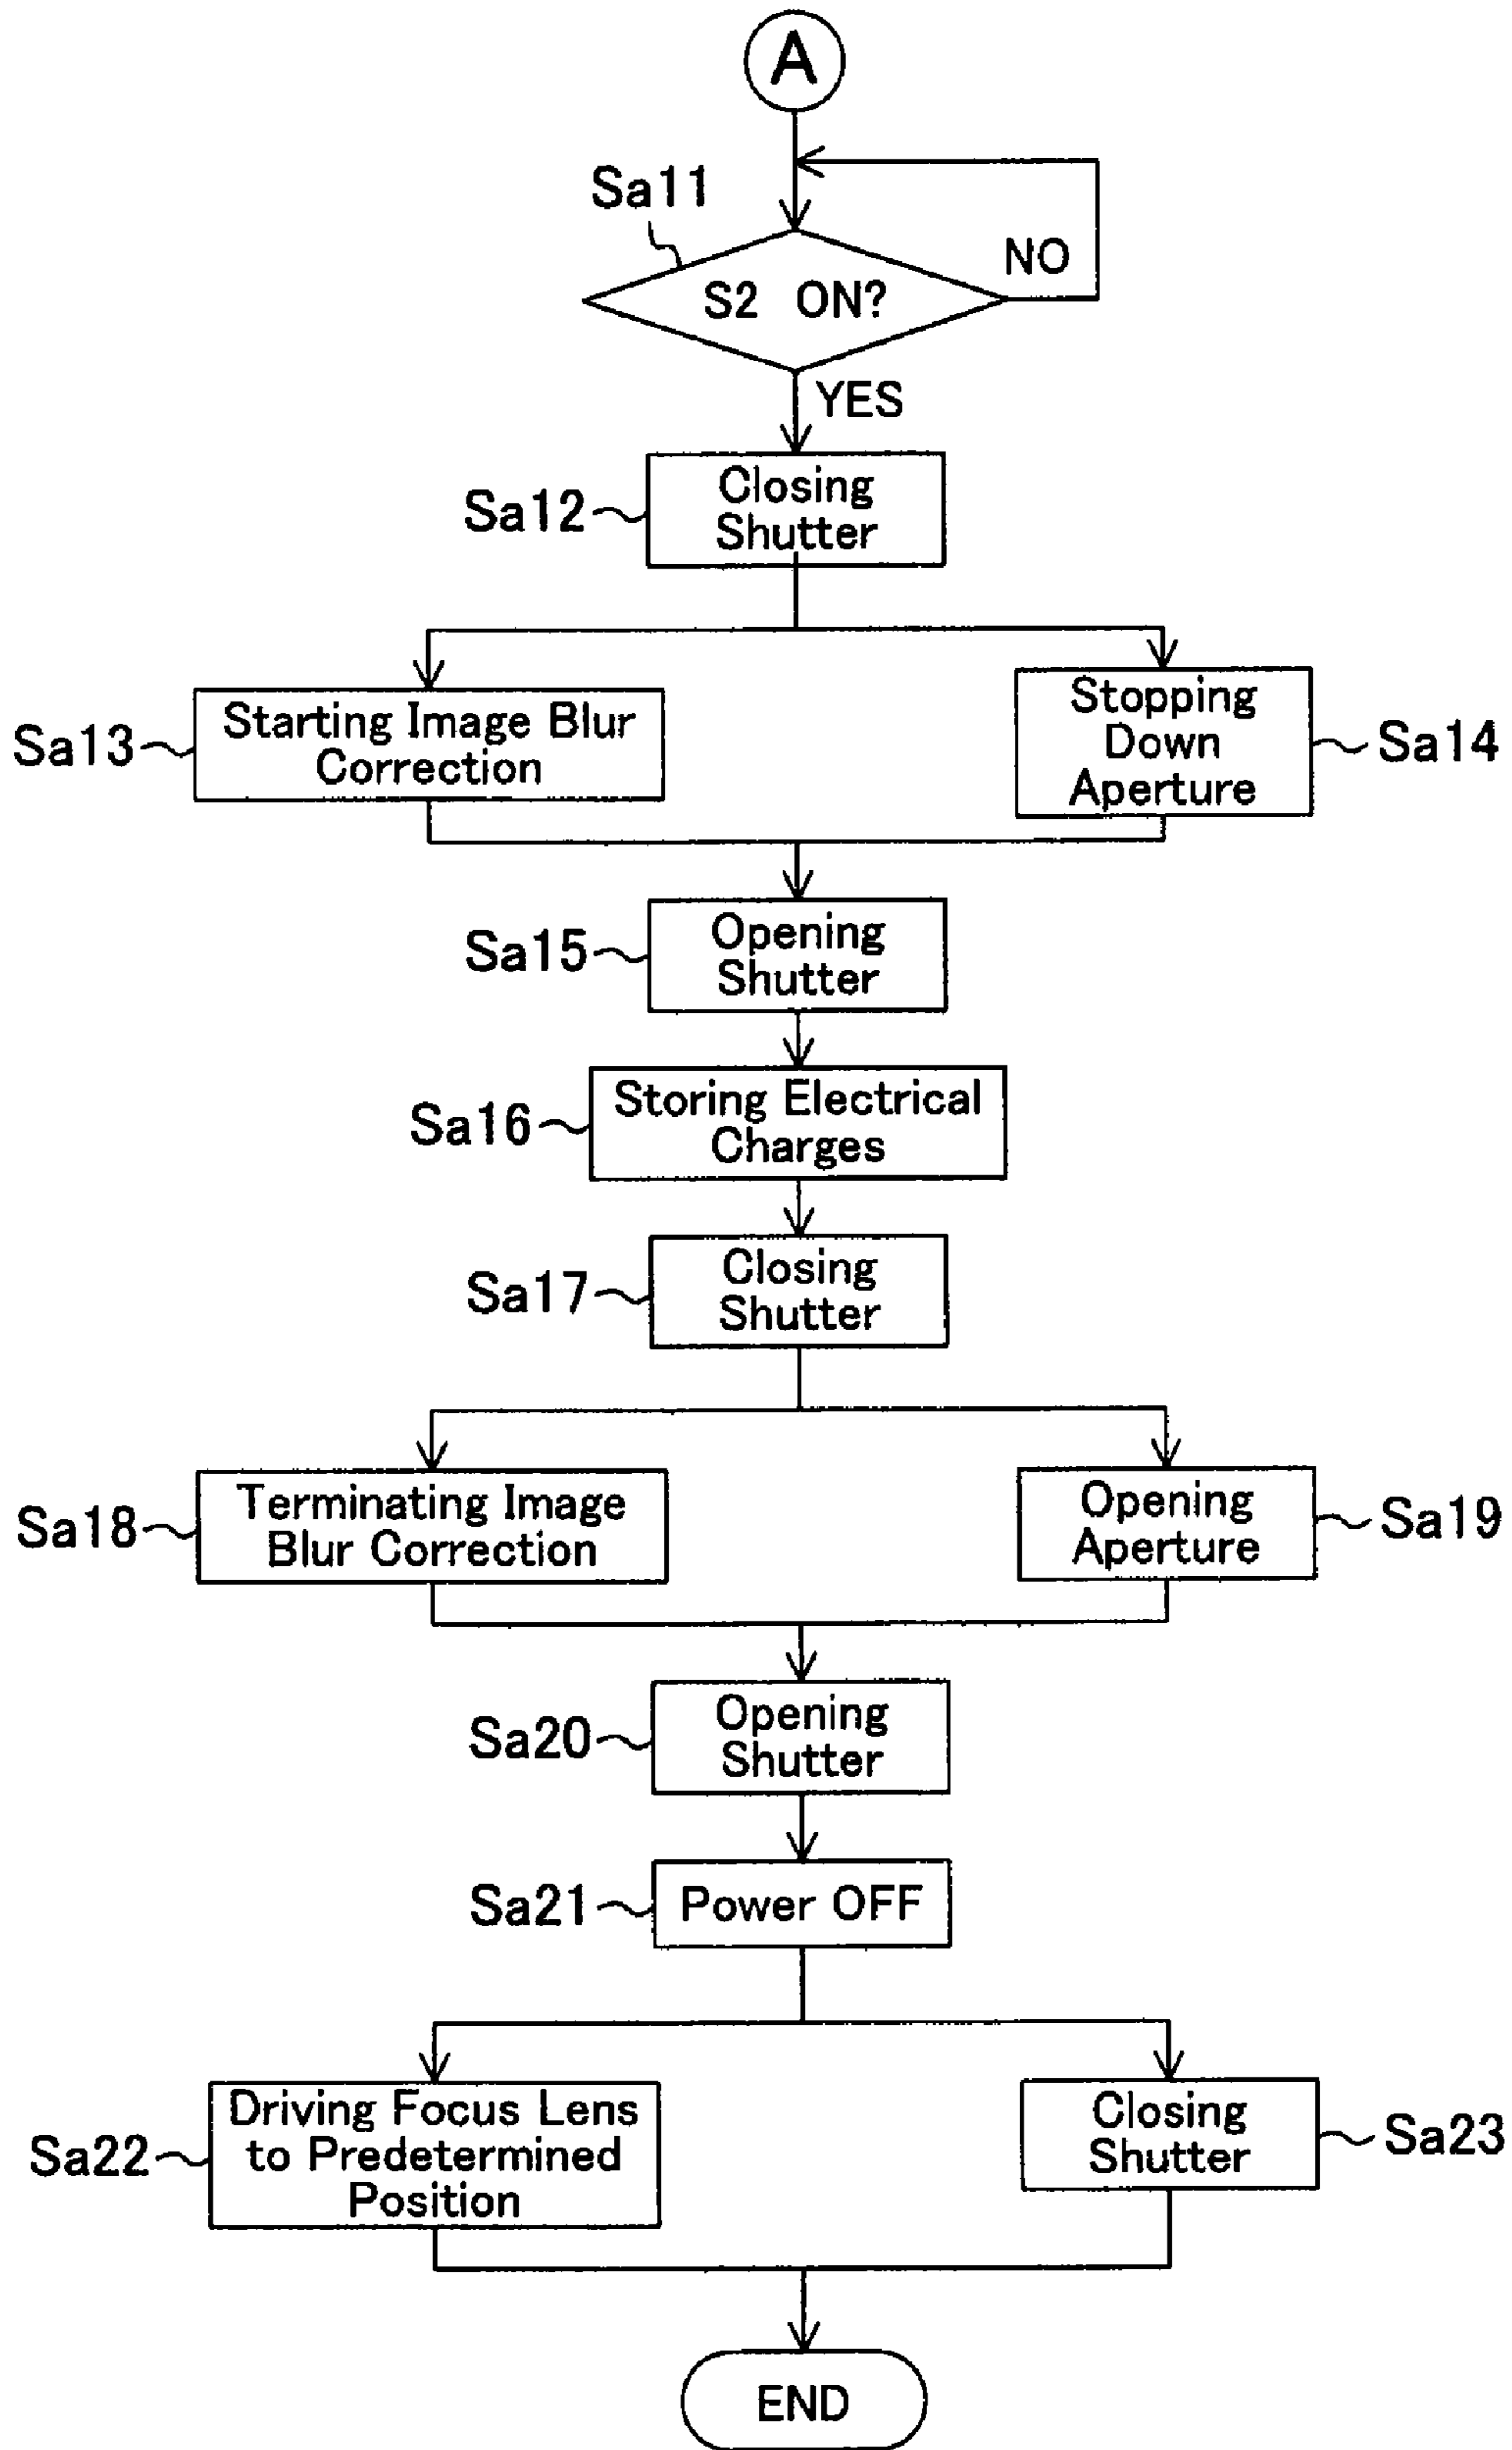 A
Sa11
NO
S2 ON?
YES
Sa12
Closing
Shutter
Sa13
Starting Image Blur
Correction
Stopping
Down
Aperture
Sa14
Sa15
Opening
Shutter
Sa16
Storing Electrical
Charges
Sa17
Closing
Shutter
Sa18
Terminating Image
Blur Correction
Opening
Aperture
Sa19
Sa20
Opening
Shutter
Sa21
Power OFF
Sa22
Driving Focus Lens
to Predetermined
Position
Closing
Shutter
Sa23
END